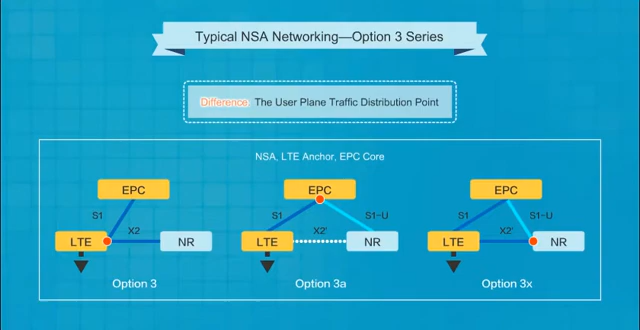 Typical NSA Networking—Option 3 Series
Difference: The User Plane Traffic Distribution Point
NSA, LTE Anchor, EPC Core
EPC
S1
X2
LTE
NR
Option 3
EPC
S1
S1-U
X2'
LTE
NR
Option 3a
EPC
S1
S1-U
X2'
LTE
NR
Option 3x